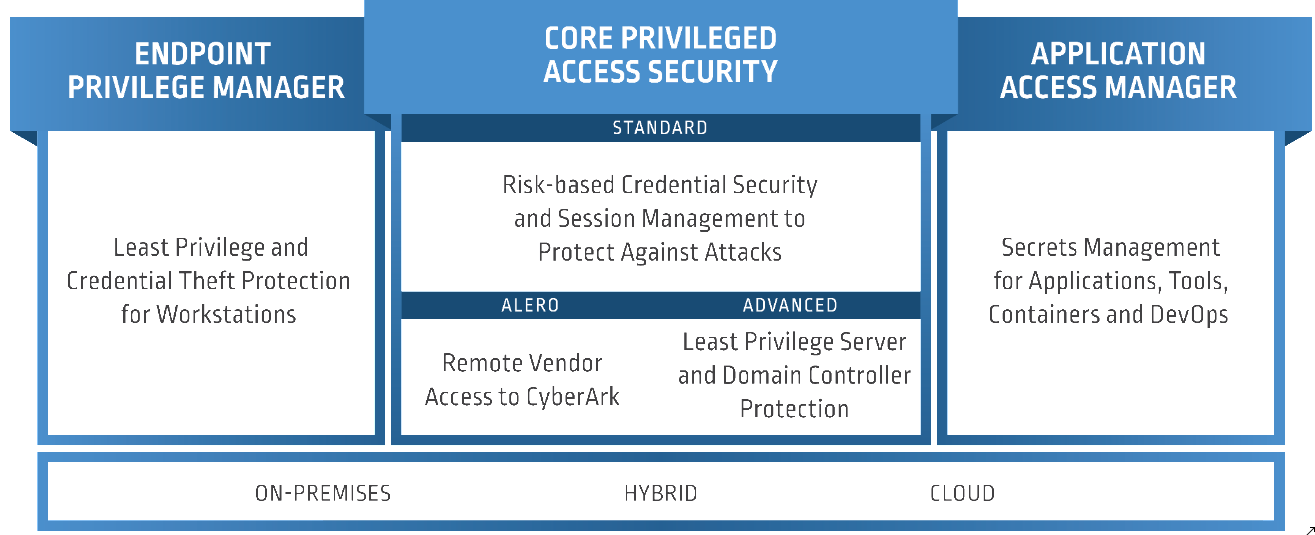 ENDPOINT
PRIVILEGE MANAGER
CORE PRIVILEGED
ACCESS SECURITY
APPLICATION
ACCESS MANAGER
Least Privilege and
Credential Theft Protection
for Workstations
STANDARD
Risk-based Credential Security
and Session Management to
Protect Against Attacks
ALERO
Remote Vendor
Access to CyberArk
ADVANCED
Least Privilege Server
and Domain Controller
Protection
Secrets Management
for Applications, Tools,
Containers and DevOps
ON-PREMISES
HYBRID
CLOUD